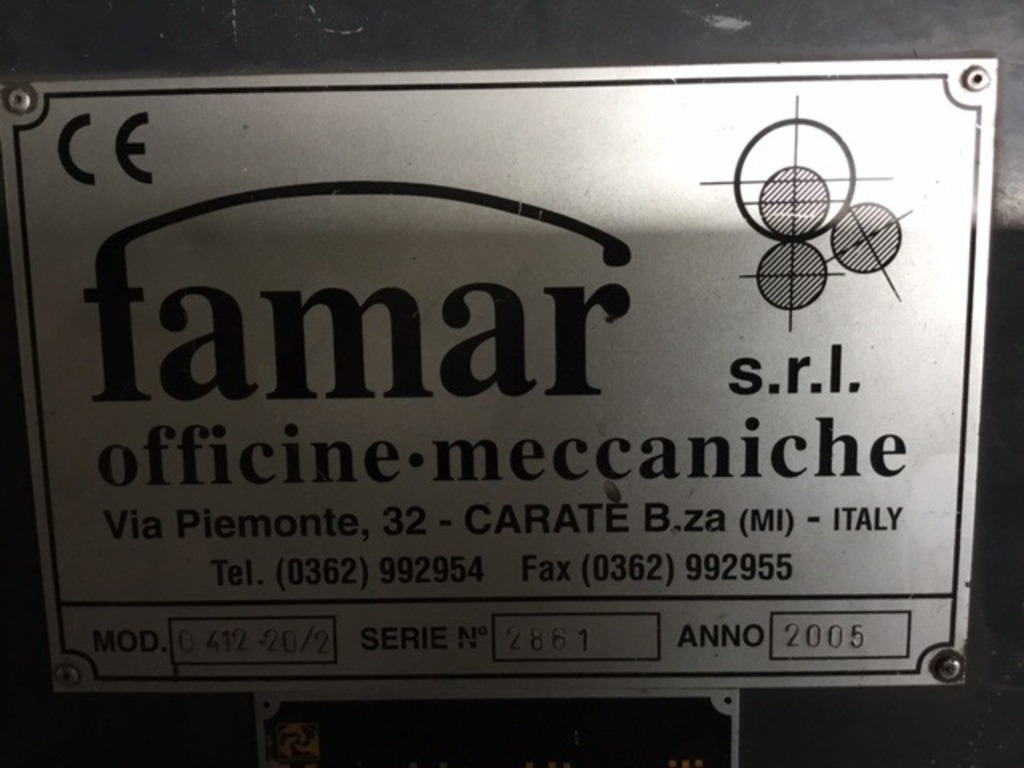 CE
famar
s.r.l.
officine·meccaniche
Via Piemonte, 32 - CARATE B.za (MI) - ITALY
Tel. (0362) 992954 Fax (0362) 992955
MOD. 0 412-20/2 SERIE N° 2861 ANNO 2005